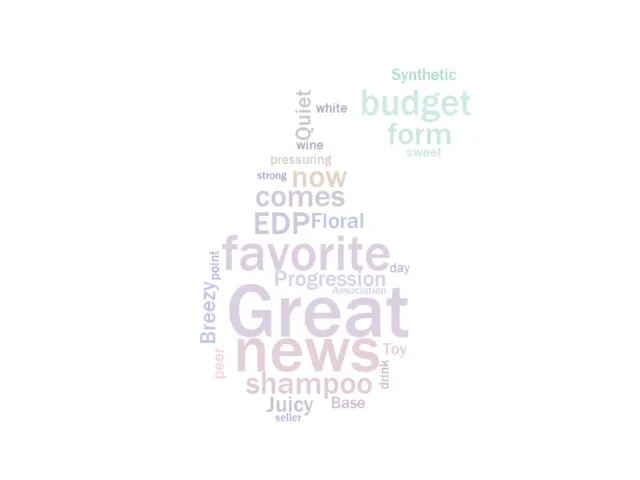 Synthetic
budget
form
sweet
Quiet
white
wine
pressuring
strong
now
comes
EDP
Floral
favorite
point
day
Progression
Association
Breezy
Great
news
Toy
peer
drink
shampoo
Juicy
Base
seller